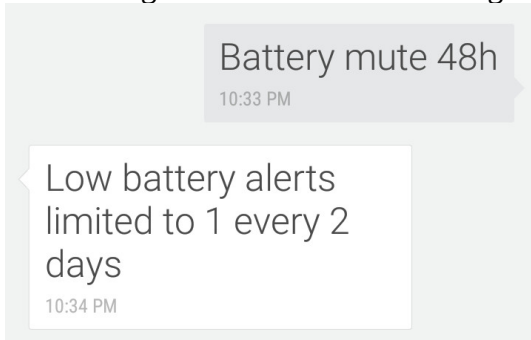 Battery mute 48h
10:33 PM
Low battery alerts
limited to 1 every 2
days
10:34 PM